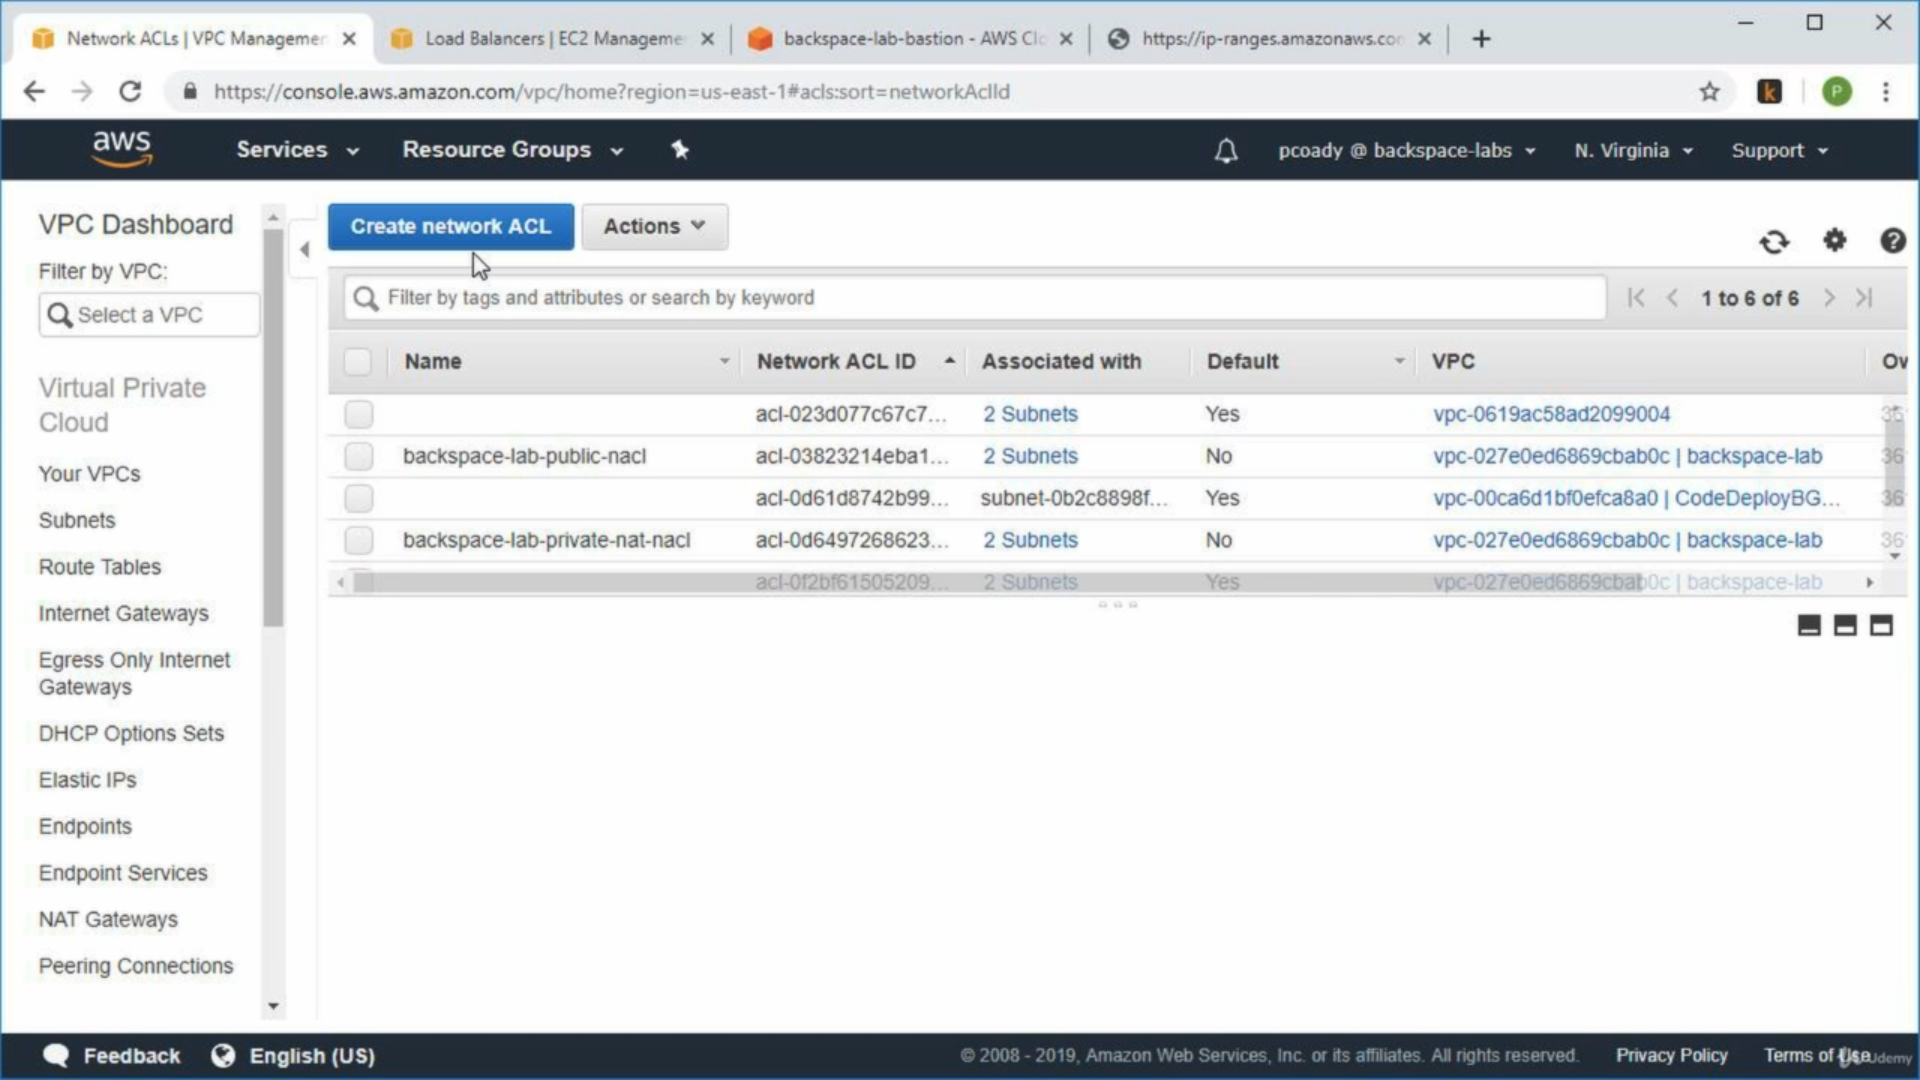 Network ACLs | VPC Managemen
Load Balancers | EC2 Manageme
backspace-lab-bastion - AWS Clo
https://ip-ranges.amazonaws.con
https://console.aws.amazon.com/vpc/home?region=us-east-1#acls:sort=networkAclId
k
P
aws
Services
Resource Groups
pcoady @ backspace-labs
N. Virginia
Support
VPC Dashboard
Filter by VPC:
Select a VPC
Virtual Private
Cloud
Your VPCs
Subnets
Route Tables
Internet Gateways
Egress Only Internet
Gateways
DHCP Options Sets
Elastic IPs
Endpoints
Endpoint Services
NAT Gateways
Peering Connections
Create network ACL
Actions
Filter by tags and attributes or search by keyword
1 to 6 of 6
Name Network ACL ID Associated with Default VPC Ow
acl-023d077c67c7... 2 Subnets Yes vpc-0619ac58ad2099004 36
backspace-lab-public-nacl acl-03823214eba1... 2 Subnets No vpc-027e0ed6869cbab0c | backspace-lab 36
acl-0d61d8742b99... subnet-0b2c8898f... Yes vpc-00ca6d1bf0efca8a0 | CodeDeployBG... 36
backspace-lab-private-nat-nacl acl-0d6497268623... 2 Subnets No vpc-027e0ed6869cbab0c | backspace-lab 36
acl-0f2bf61505209... 2 Subnets Yes vpc-027e0ed6869cbab0c | backspace-lab
Feedback
English (US)
© 2008 - 2019, Amazon Web Services, Inc. or its affiliates. All rights reserved.
Privacy Policy
Terms of Use
Udemy